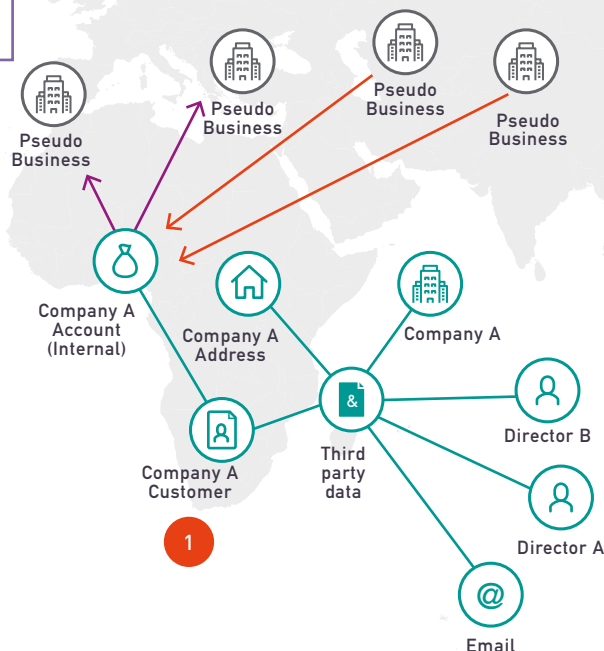 Pseudo
Business
Pseudo
Business
Pseudo
Business
Pseudo
Business
Company A
Account
(Internal)
Company A
Address
Company A
&
Third
party
data
Director B
Company A
Customer
Director A
1
@
Email